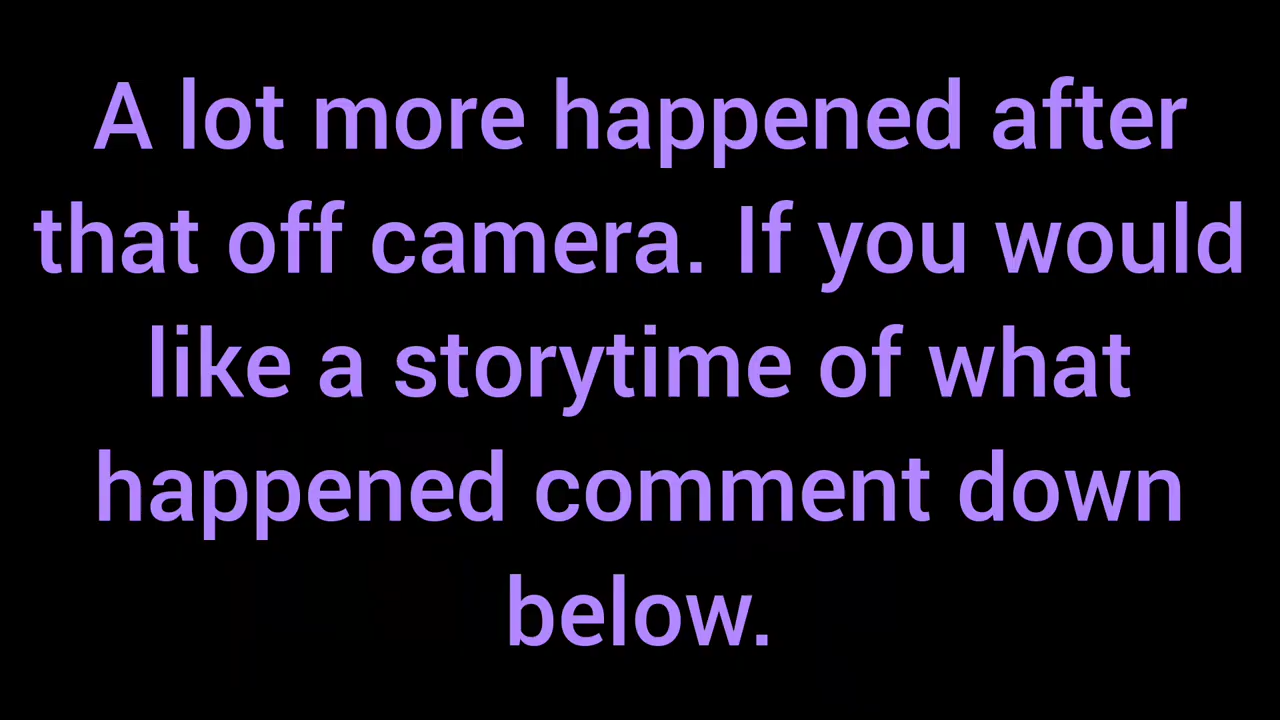 A lot more happened after
that off camera. If you would
like a storytime of what
happened comment down
below.